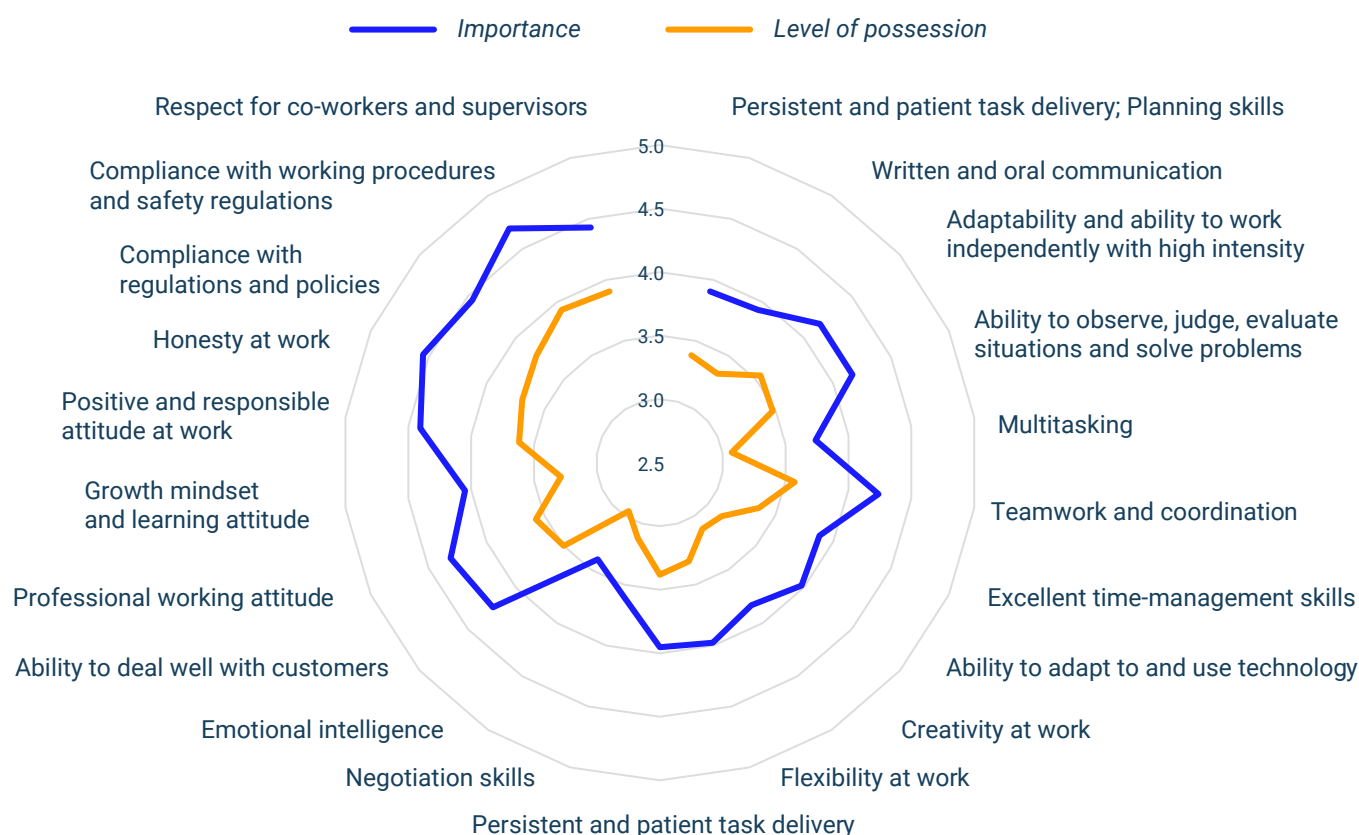 Importance
Level of possession
Respect for co-workers and supervisors
Persistent and patient task delivery; Planning skills
5.0
Compliance with working procedures
and safety regulations
Written and oral communication
4.5
Adaptability and ability to work
independently with high intensity
Compliance with
regulations and policies
4.0
Ability to observe, judge, evaluate
situations and solve problems
Honesty at work
3.5
Positive and responsible
attitude at work
3.0
Multitasking
2.5
Growth mindset
and learning attitude
Teamwork and coordination
Professional working attitude
Excellent time-management skills
Ability to deal well with customers
Ability to adapt to and use technology
Emotional intelligence
Creativity at work
Negotiation skills
Flexibility at work
Persistent and patient task delivery